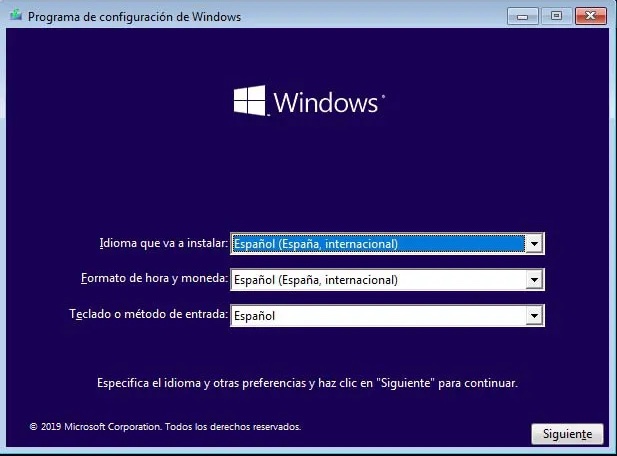 Programa de configuración de Windows
Windows
Idioma que va a instalar: Español (España, internacional)
Formato de hora y moneda: Español (España, internacional)
Teclado o método de entrada: Español
Especifica el idioma y otras preferencias y haz clic en "Siguiente" para continuar.
© 2019 Microsoft Corporation. Todos los derechos reservados.
Siguiente